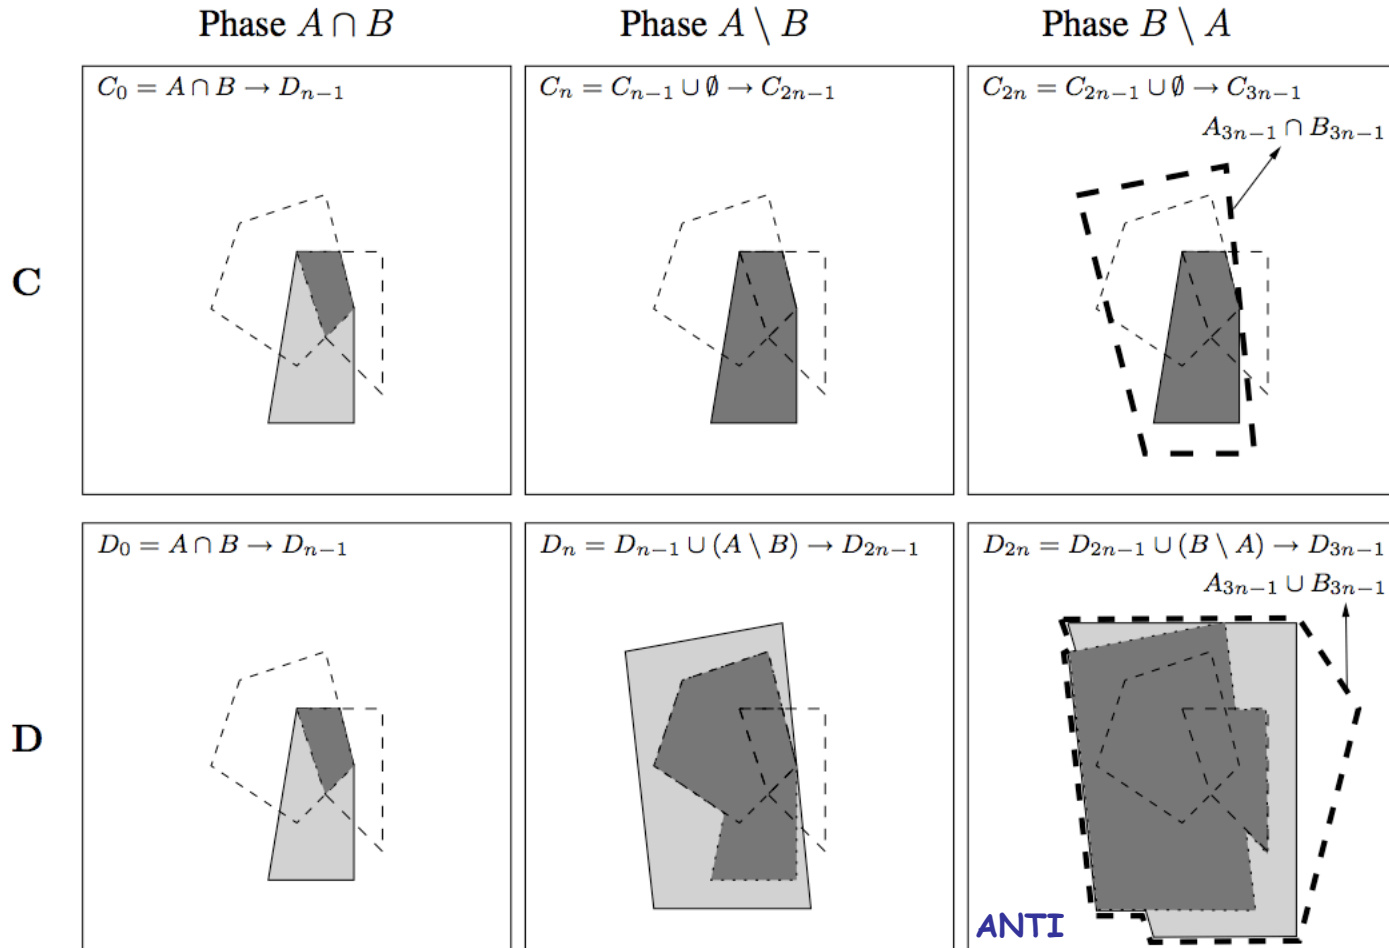 Phase A ∩ B
Phase A \ B
Phase B \ A
C
C₀ = A ∩ B → Dₙ₋₁
Cₙ = Cₙ₋₁ ∪ ∅ → C₂ₙ₋₁
C₂ₙ = C₂ₙ₋₁ ∪ ∅ → C₃ₙ₋₁
A₃ₙ₋₁ ∩ B₃ₙ₋₁
D
D₀ = A ∩ B → Dₙ₋₁
Dₙ = Dₙ₋₁ ∪ (A \ B) → D₂ₙ₋₁
D₂ₙ = D₂ₙ₋₁ ∪ (B \ A) → D₃ₙ₋₁
A₃ₙ₋₁ ∪ B₃ₙ₋₁
ANTI